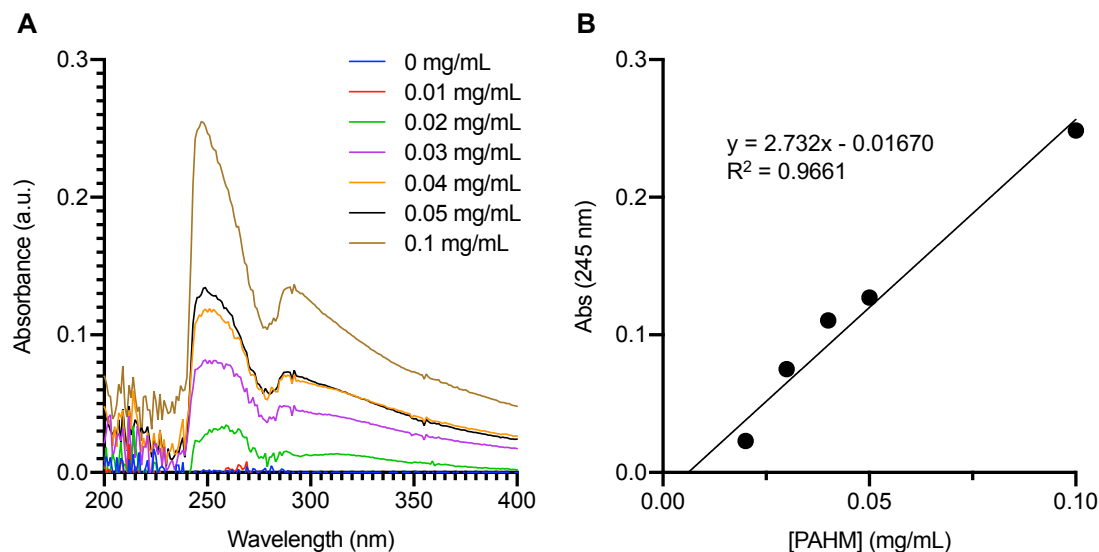 A
0.3
0.2
0.1
0.0
Absorbance (a.u.)
200
250
300
350
400
Wavelength (nm)
0 mg/mL
0.01 mg/mL
0.02 mg/mL
0.03 mg/mL
0.04 mg/mL
0.05 mg/mL
0.1 mg/mL
B
0.3
0.2
0.1
0.0
Abs (245 nm)
y = 2.732x - 0.01670
R² = 0.9661
0.00
0.05
0.10
[PAHM] (mg/mL)